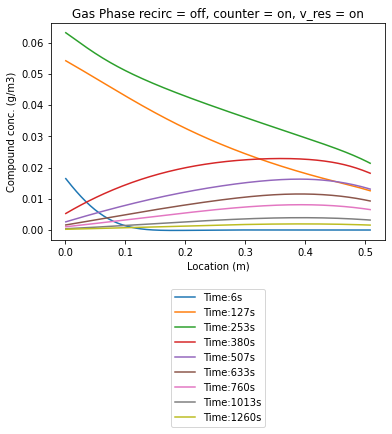 Gas Phase recirc = off, counter = on, v_res = on
Compound conc. (g/m3)
0.06
0.05
0.04
0.03
0.02
0.01
0.00
0.0 0.1 0.2 0.3 0.4 0.5
Location (m)
Time:6s
Time:127s
Time:253s
Time:380s
Time:507s
Time:633s
Time:760s
Time:1013s
Time:1260s